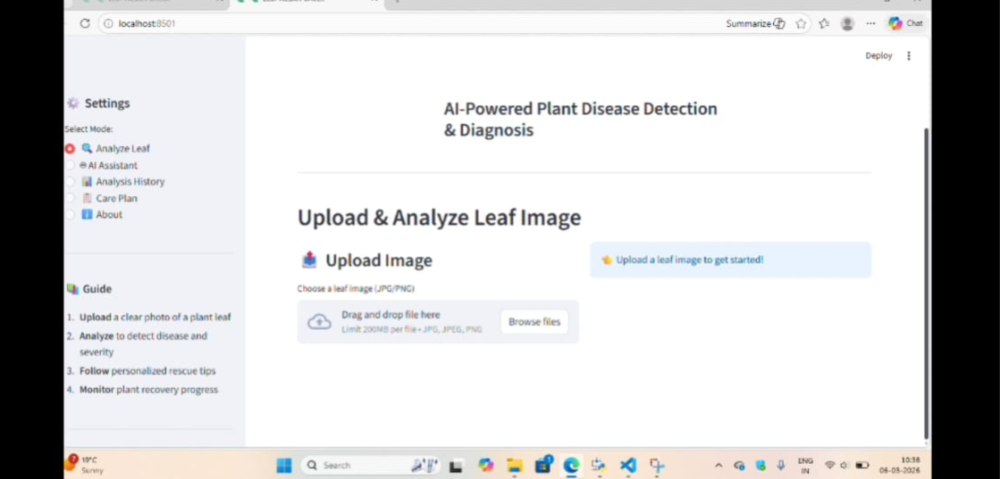 localhost:8501
Summarize
Chat
Deploy
Settings
Select Mode:
Analyze Leaf
AI Assistant
Analysis History
Care Plan
About
Guide
1. Upload a clear photo of a plant leaf
2. Analyze to detect disease and
severity
3. Follow personalized rescue tips
4. Monitor plant recovery progress
AI-Powered Plant Disease Detection
& Diagnosis
Upload & Analyze Leaf Image
Upload Image
Choose a leaf image (JPG/PNG)
Drag and drop file here
Limit 200MB per file • JPG, JPEG, PNG
Browse files
Upload a leaf image to get started!
19°C
Sunny
Search
ENG
IN
10:38
06-03-2026